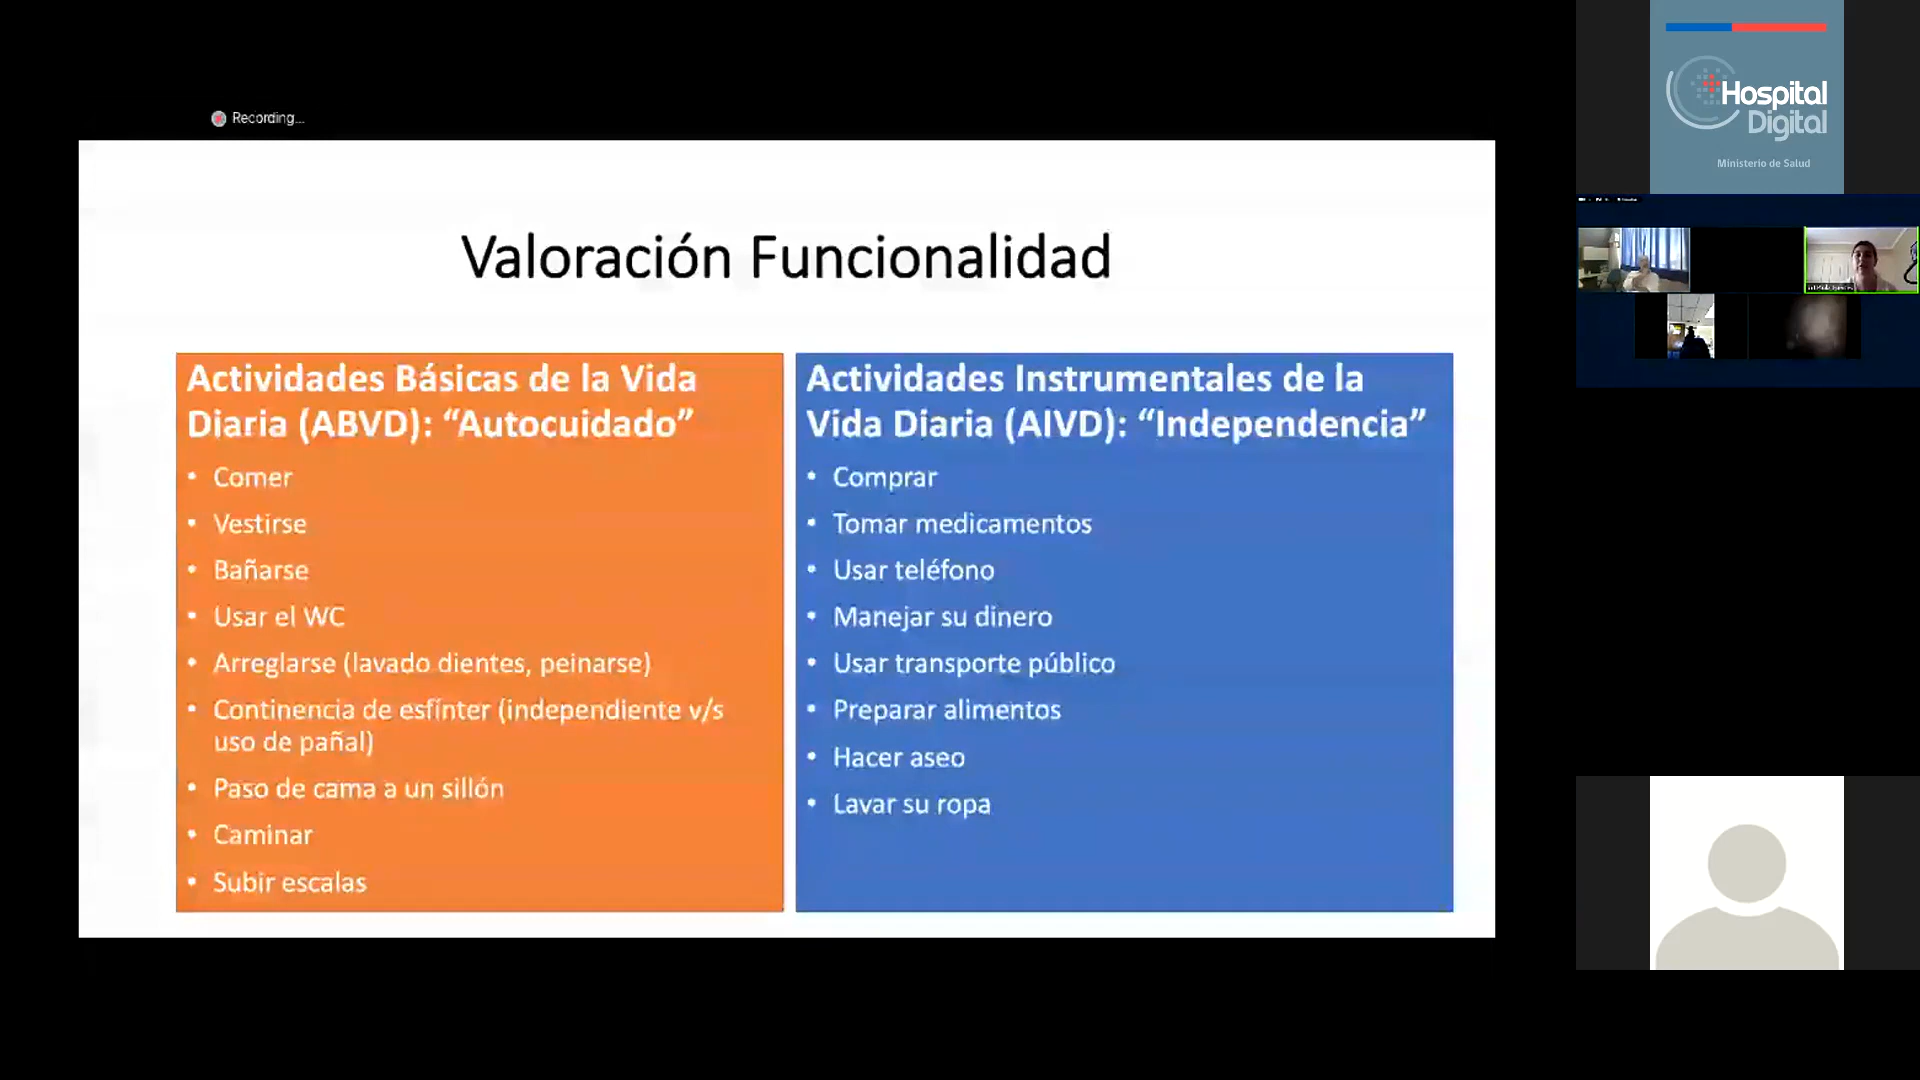 Recording...
Valoración Funcionalidad
Actividades Básicas de la Vida
Diaria (ABVD): “Autocuidado”
• Comer
• Vestirse
• Bañarse
• Usar el WC
• Arreglarse (lavado dientes, peinarse)
• Continencia de esfínter (independiente v/s
uso de pañal)
• Paso de cama a un sillón
• Caminar
• Subir escalas
Actividades Instrumentales de la
Vida Diaria (AIVD): “Independencia”
• Comprar
• Tomar medicamentos
• Usar teléfono
• Manejar su dinero
• Usar transporte público
• Preparar alimentos
• Hacer aseo
• Lavar su ropa
Hospital
Digital
Ministerio de Salud